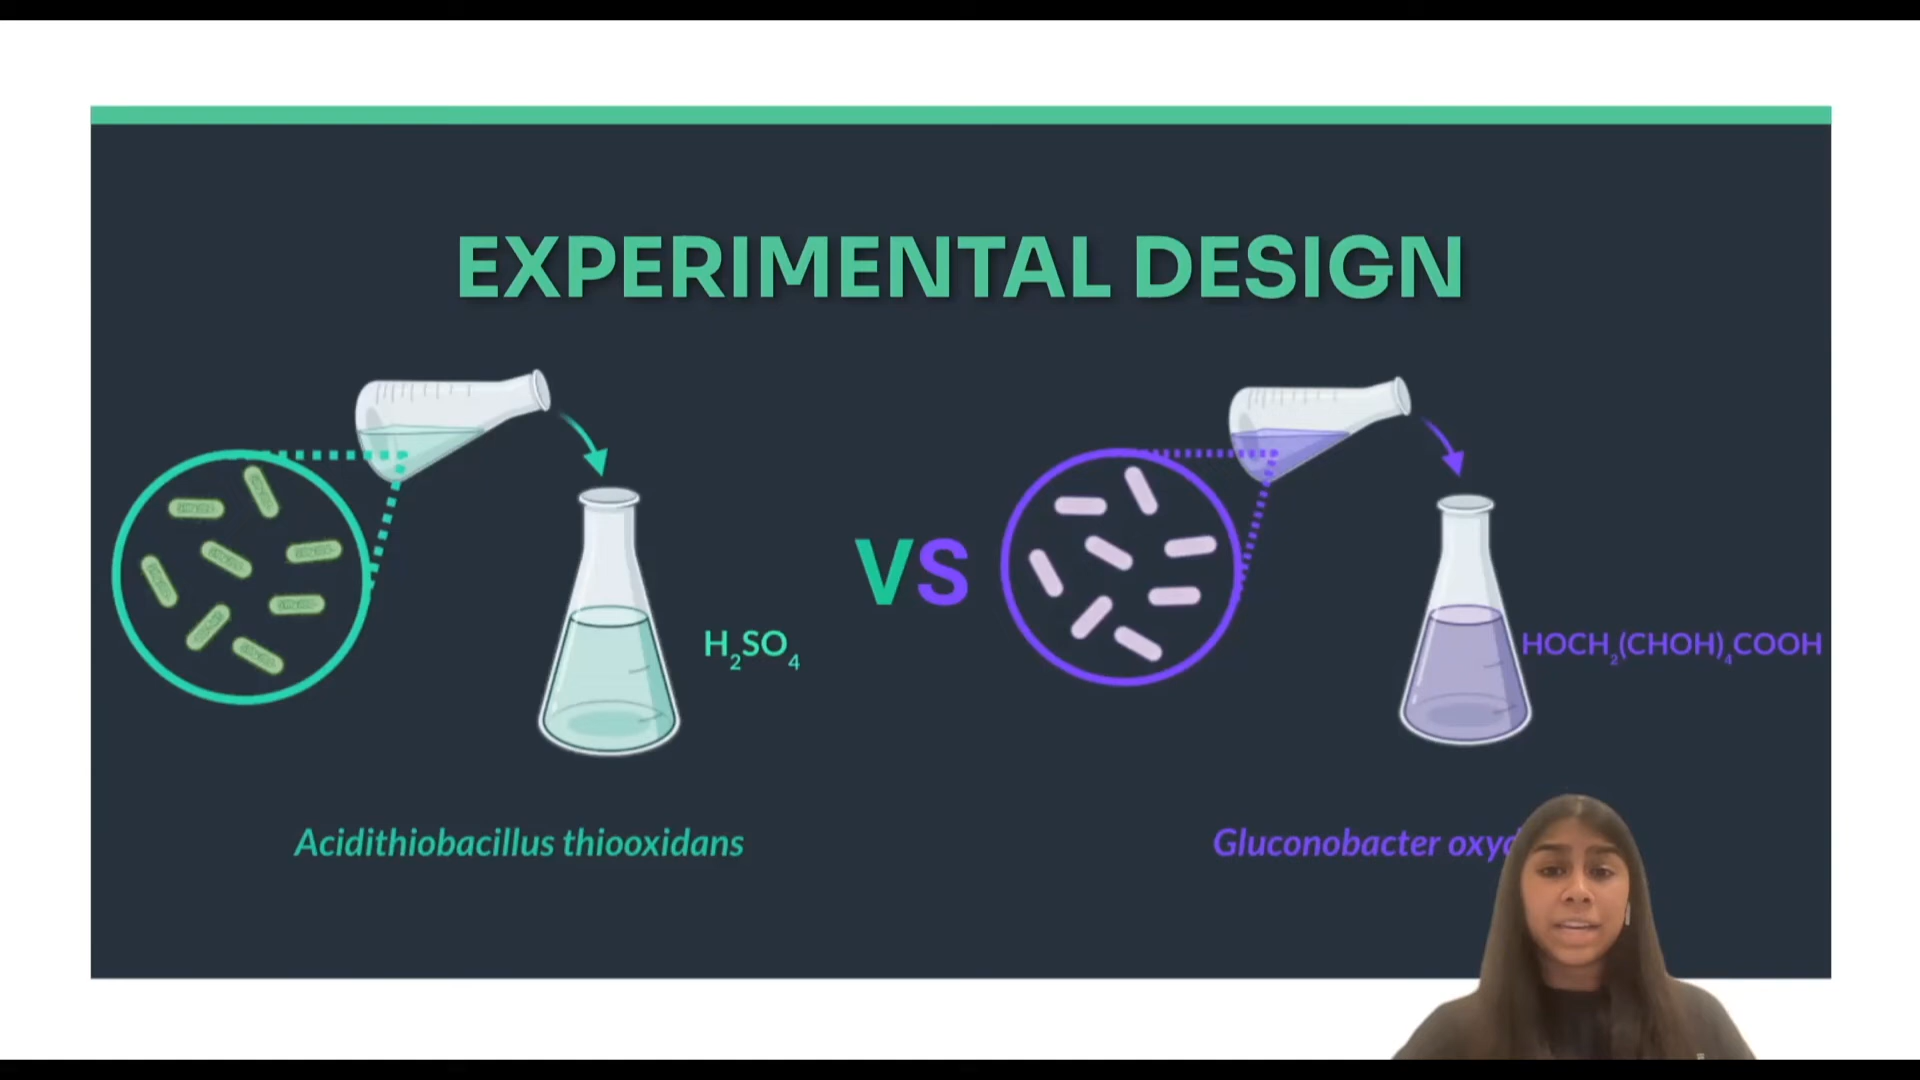 EXPERIMENTAL DESIGN
VS
H₂SO₄
HOCH₂(CHOH)₄COOH
Acidithiobacillus thiooxidans
Gluconobacter